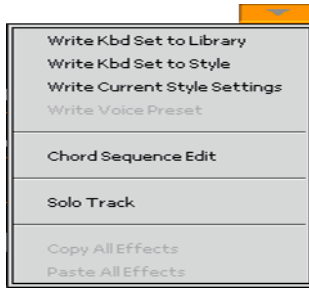 Write Kbd Set to Library
Write Kbd Set to Style
Write Current Style Settings
Write Voice Preset
Chord Sequence Edit
Solo Track
Copy All Effects
Paste All Effects